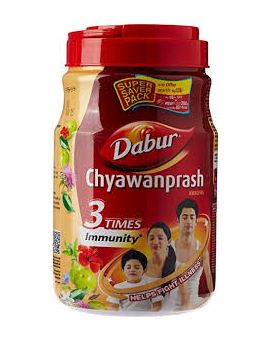 SUPER
SAVER
PACK
Dabur
Chyawanprash
3 TIMES
Immunity*
HELPS FIGHT ILLNESS